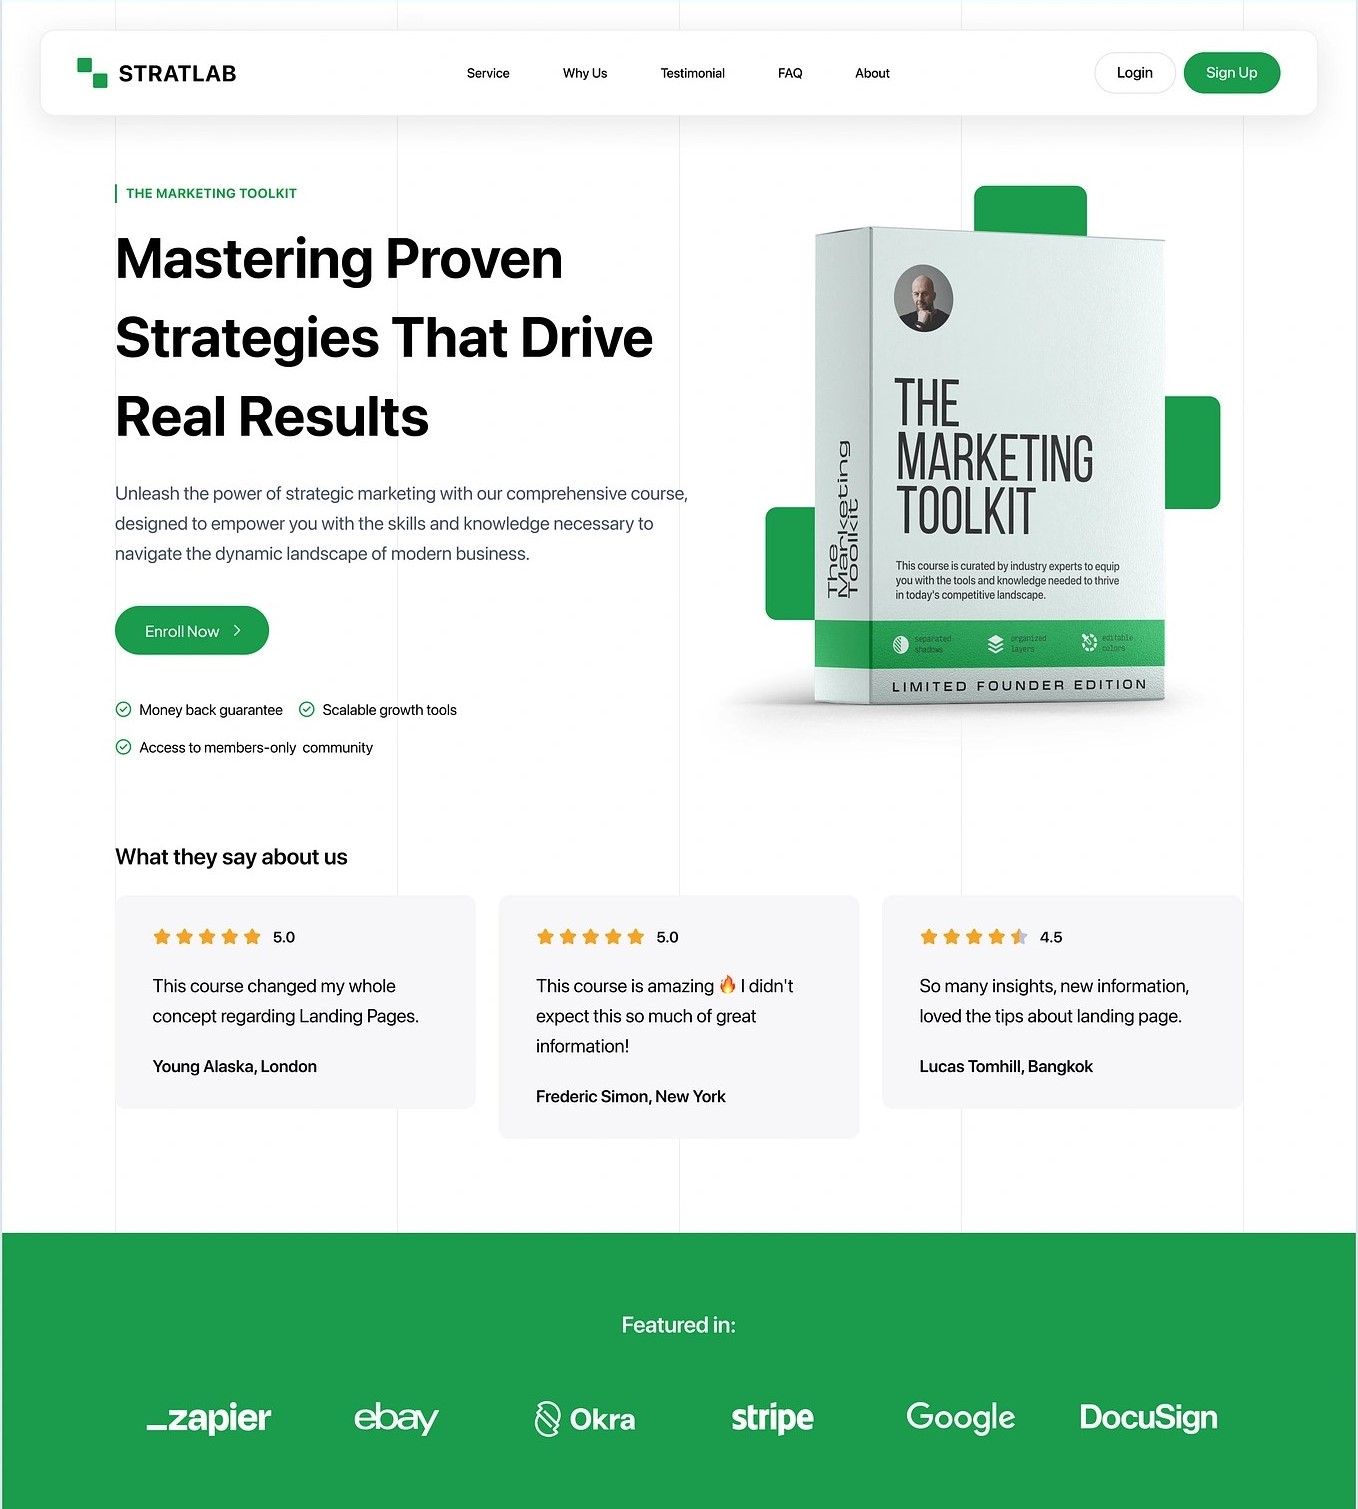 STRATLAB
Service
Why Us
Testimonial
FAQ
About
Login
Sign Up
THE MARKETING TOOLKIT
Mastering Proven
Strategies That Drive
Real Results
Unleash the power of strategic marketing with our comprehensive course,
designed to empower you with the skills and knowledge necessary to
navigate the dynamic landscape of modern business.
Enroll Now
Money back guarantee
Scalable growth tools
Access to members-only community
The
Marketing
Toolkit
THE
MARKETING
TOOLKIT
This course is curated by industry experts to equip
you with the tools and knowledge needed to thrive
in today's competitive landscape.
separated
shadows
organized
layers
editable
colors
LIMITED FOUNDER EDITION
What they say about us
5.0
This course changed my whole
concept regarding Landing Pages.
Young Alaska, London
5.0
This course is amazing 🔥 I didn't
expect this so much of great
information!
Frederic Simon, New York
4.5
So many insights, new information,
loved the tips about landing page.
Lucas Tomhill, Bangkok
Featured in:
_zapier
ebay
Okra
stripe
Google
DocuSign